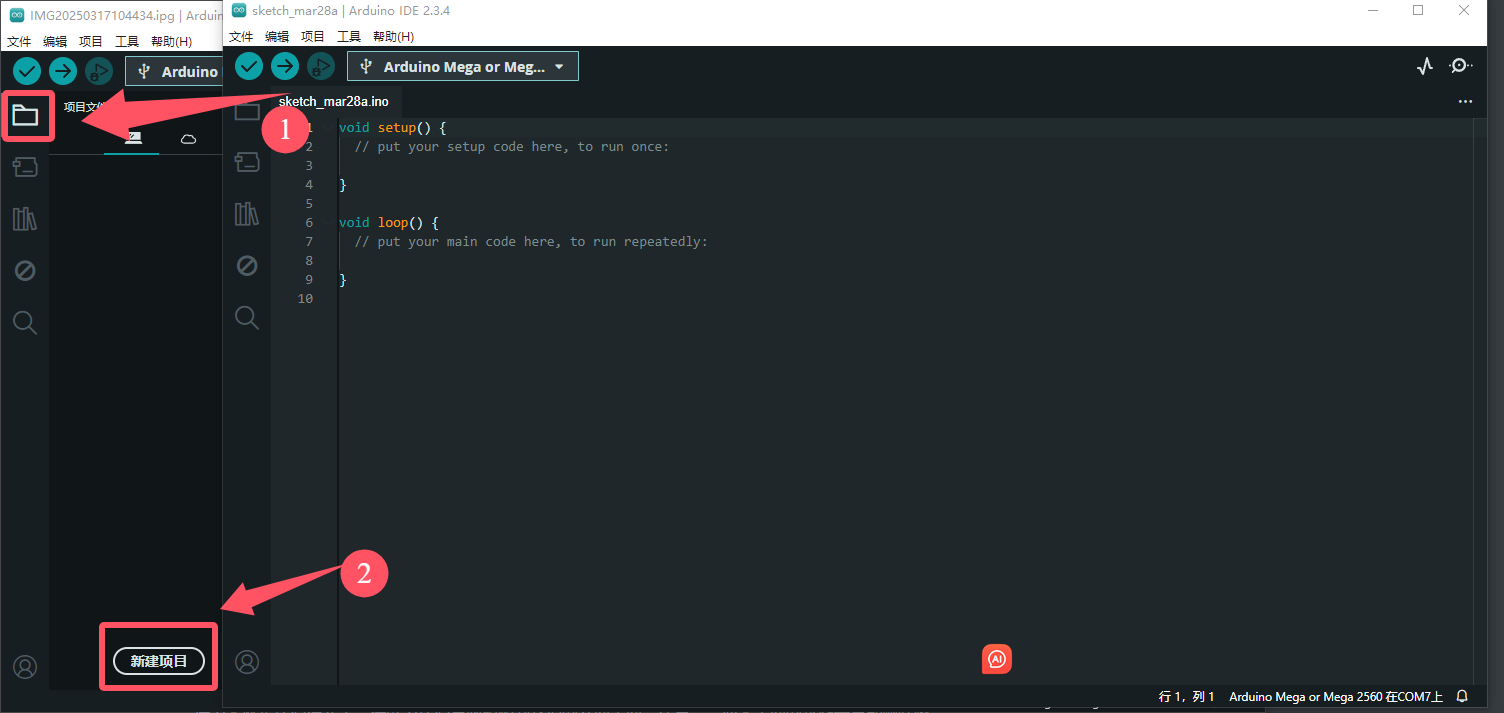 IMG20250317104434.jpg | Arduin
文件 编辑 项目 工具 帮助(H)
Arduino
项目文件
新建项目
sketch_mar28a | Arduino IDE 2.3.4
文件 编辑 项目 工具 帮助(H)
Arduino Mega or Meg...
sketch_mar28a.ino
1
2
1 void setup() {
2 // put your setup code here, to run once:
3
4 }
5
6 void loop() {
7 // put your main code here, to run repeatedly:
8
9 }
10
AI
行 1，列 1 Arduino Mega or Mega 2560 在COM7上